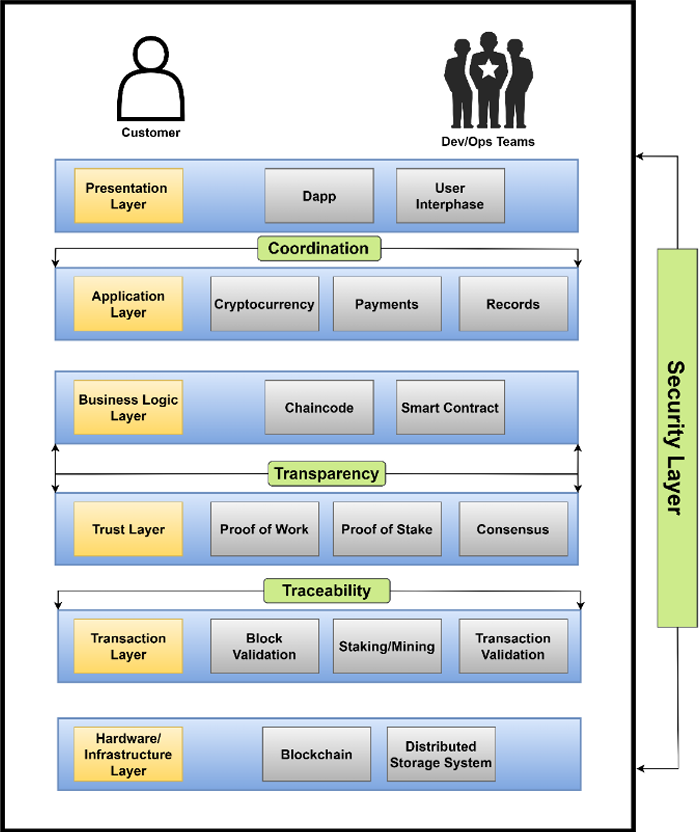 Customer
Dev/Ops Teams
Presentation
Layer
Dapp
User
Interphase
Coordination
Application
Layer
Cryptocurrency
Payments
Records
Business Logic
Layer
Chaincode
Smart Contract
Transparency
Trust Layer
Proof of Work
Proof of Stake
Consensus
Traceability
Transaction
Layer
Block
Validation
Staking/Mining
Transaction
Validation
Hardware/
Infrastructure
Layer
Blockchain
Distributed
Storage System
Security Layer